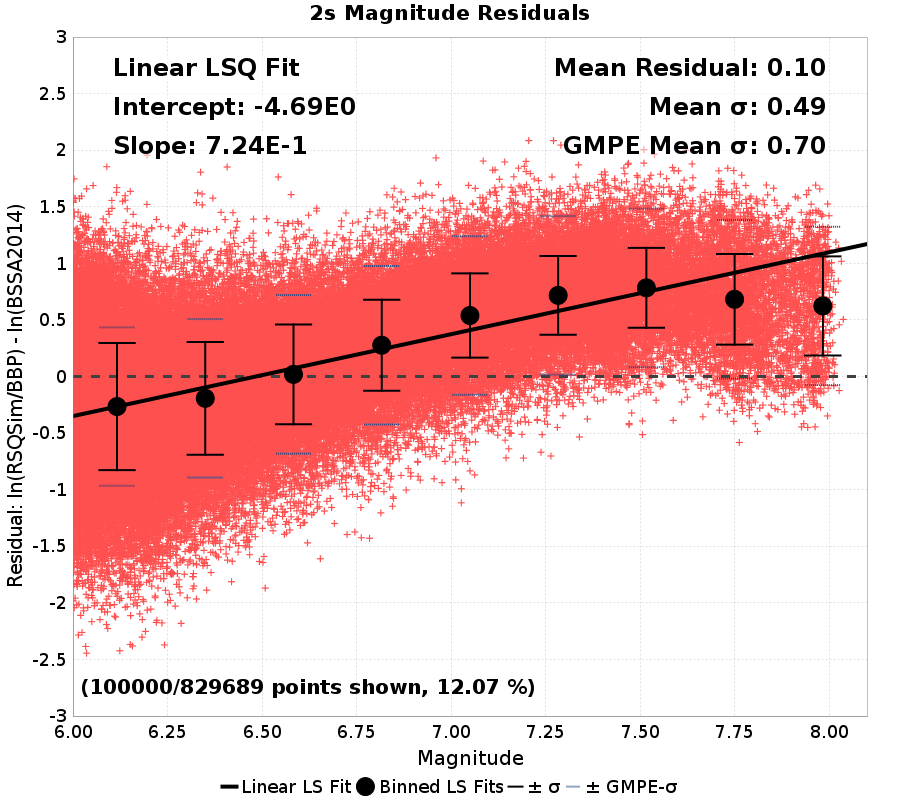 2s Magnitude Residuals
Linear LSQ Fit
Intercept: -4.69E0
Slope: 7.24E-1
Mean Residual: 0.10
Mean σ: 0.49
GMPE Mean σ: 0.70
Residual: ln(RSQSim/BBP) - ln(BSSA2014)
3
2.5
2
1.5
1
0.5
0
-0.5
-1
-1.5
-2
-2.5
-3
(100000/829689 points shown, 12.07 %)
6.00 6.25 6.50 6.75 7.00 7.25 7.50 7.75 8.00
Magnitude
Linear LS Fit Binned LS Fits ± σ ± GMPE-σ